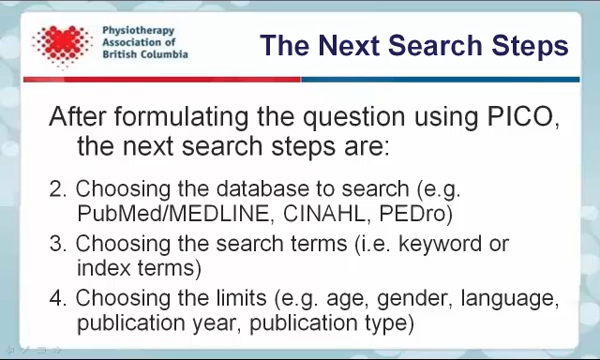 Physiotherapy
Association of
British Columbia
The Next Search Steps
After formulating the question using PICO,
the next search steps are:
2. Choosing the database to search (e.g.
PubMed/MEDLINE, CINAHL, PEDro)
3. Choosing the search terms (i.e. keyword or
index terms)
4. Choosing the limits (e.g. age, gender, language,
publication year, publication type)